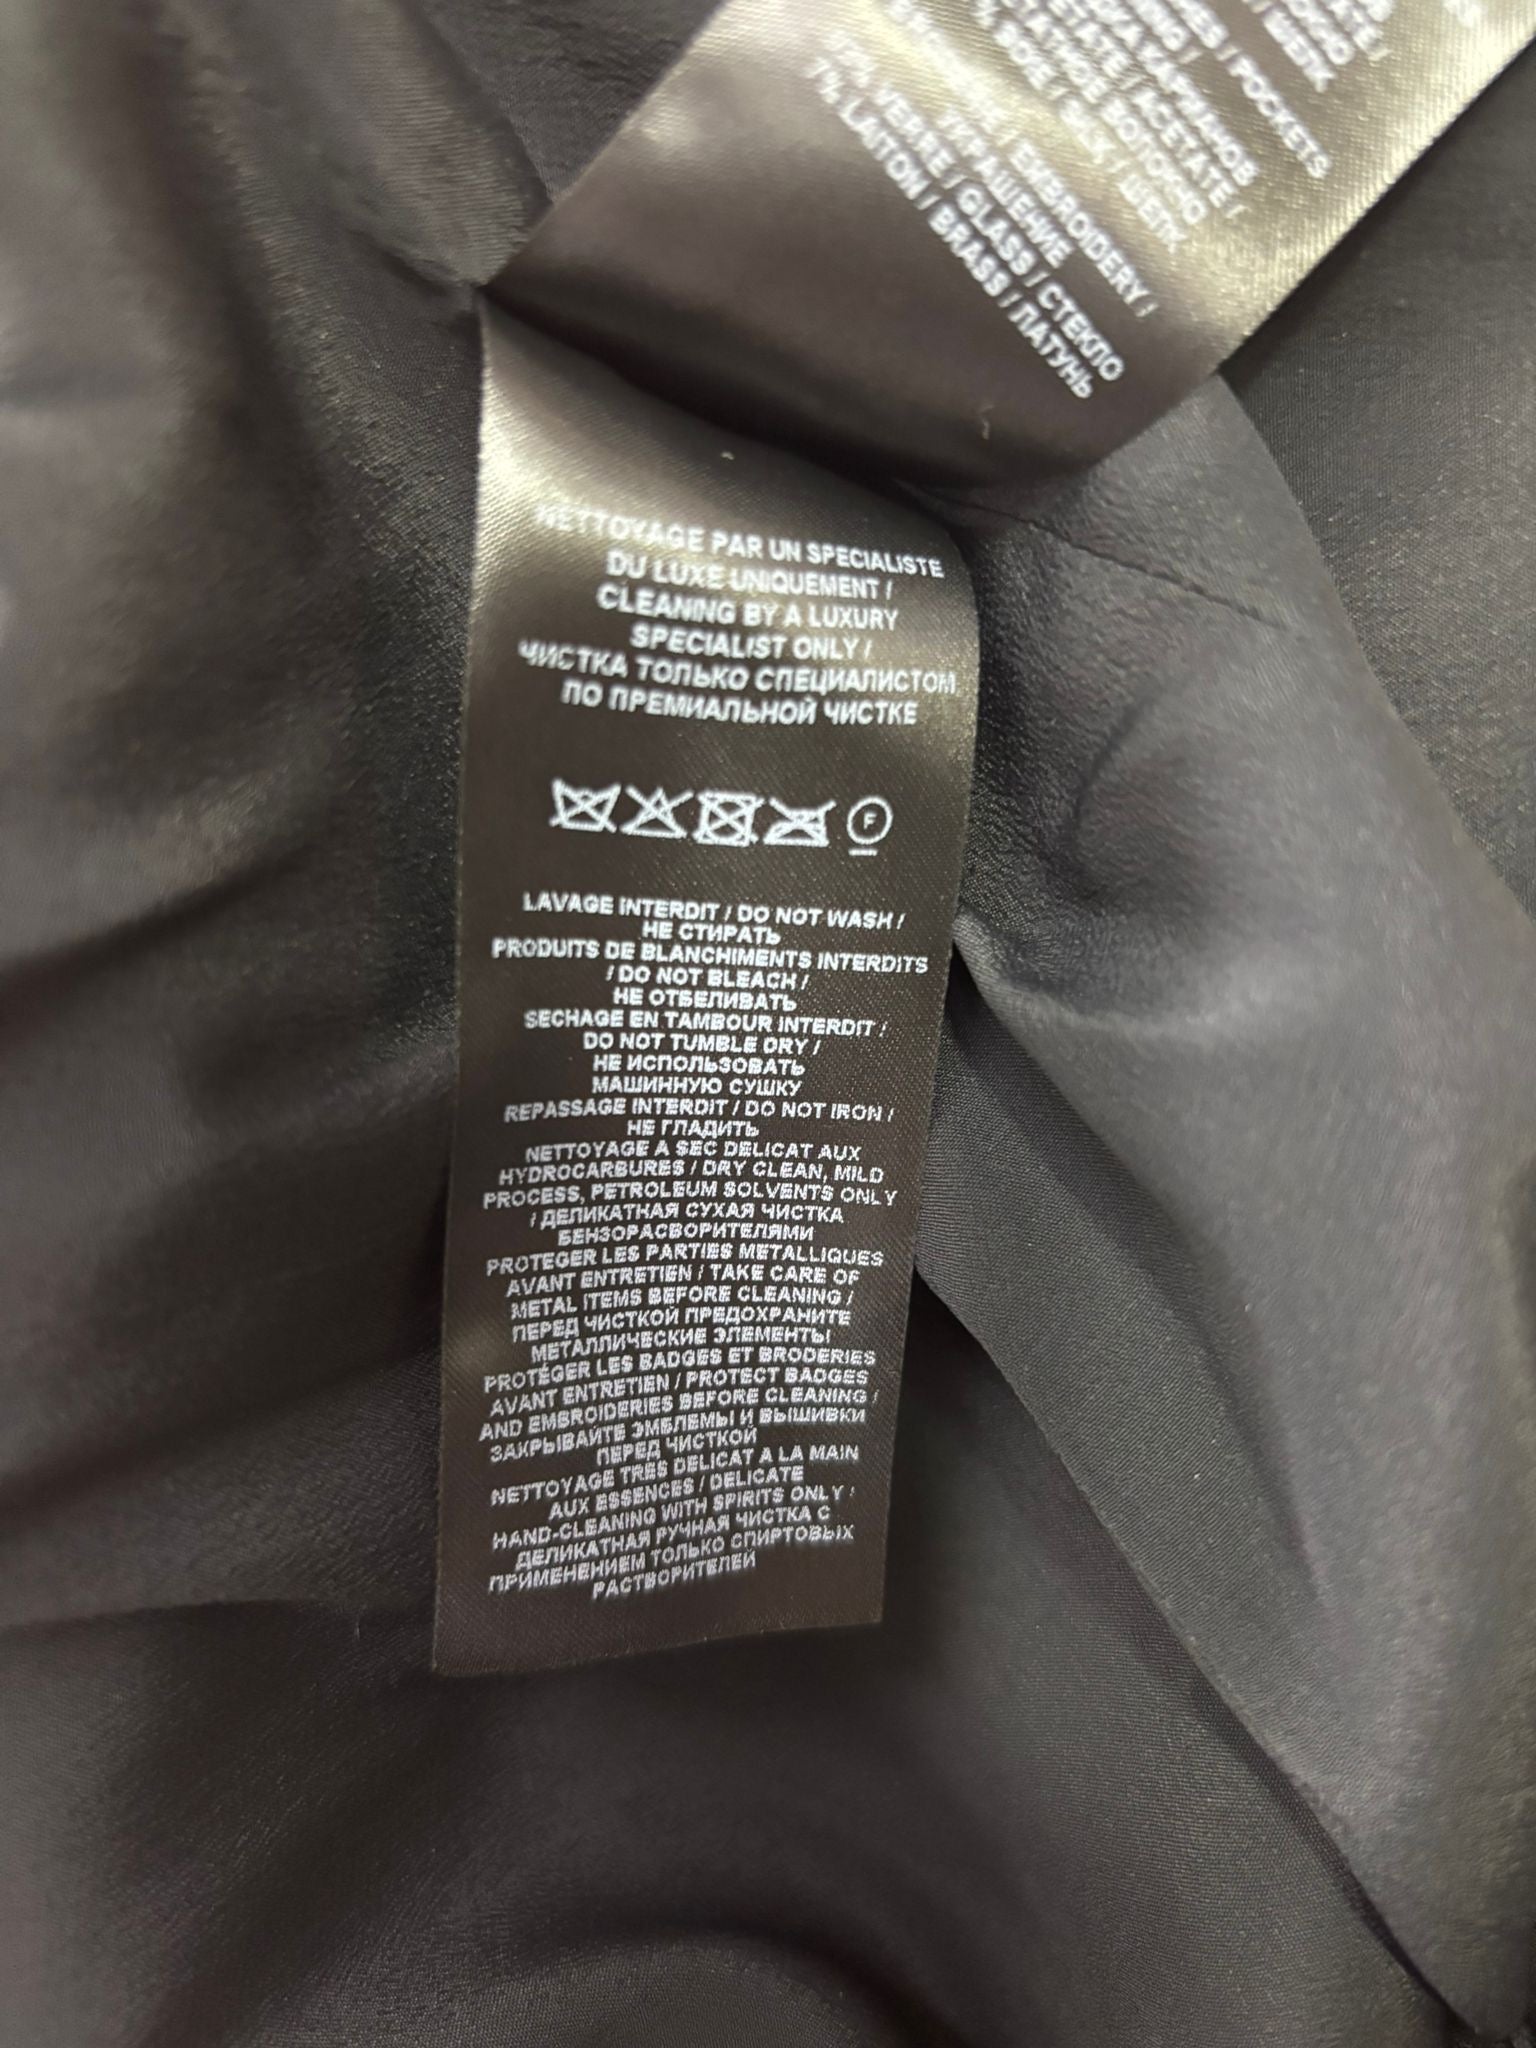 POCKETS
ACETATE /
SOIE / SILK / ШЕЛК
/ EMBROIDERY /
УКРАШЕНИЕ
VERRE / GLASS / СТЕКЛО
7% LAITON / BRASS / ЛАТУНЬ
NETTOYAGE PAR UN SPECIALISTE
DU LUXE UNIQUEMENT /
CLEANING BY A LUXURY
SPECIALIST ONLY /
ЧИСТКА ТОЛЬКО СПЕЦИАЛИСТОМ
ПО ПРЕМИАЛЬНОЙ ЧИСТКЕ
F
LAVAGE INTERDIT / DO NOT WASH /
НЕ СТИРАТЬ
PRODUITS DE BLANCHIMENTS INTERDITS
/ DO NOT BLEACH /
НЕ ОТБЕЛИВАТЬ
SECHAGE EN TAMBOUR INTERDIT /
DO NOT TUMBLE DRY /
НЕ ИСПОЛЬЗОВАТЬ
МАШИННУЮ СУШКУ
REPASSAGE INTERDIT / DO NOT IRON /
НЕ ГЛАДИТЬ
NETTOYAGE A SEC DELICAT AUX
HYDROCARBURES / DRY CLEAN, MILD
PROCESS, PETROLEUM SOLVENTS ONLY
/ ДЕЛИКАТНАЯ СУХАЯ ЧИСТКА
БЕНЗОРАСВОРИТЕЛЯМИ
PROTEGER LES PARTIES METALLIQUES
AVANT ENTRETIEN / TAKE CARE OF
METAL ITEMS BEFORE CLEANING /
ПЕРЕД ЧИСТКОЙ ПРЕДОХРАНИТЕ
МЕТАЛЛИЧЕСКИЕ ЭЛЕМЕНТЫ
PROTÉGER LES BADGES ET BRODERIES
AVANT ENTRETIEN / PROTECT BADGES
AND EMBROIDERIES BEFORE CLEANING /
ЗАКРЫВАЙТЕ ЭМБЛЕМЫ И ВЫШИВКИ
ПЕРЕД ЧИСТКОЙ
NETTOYAGE TRES DELICAT A LA MAIN
AUX ESSENCES / DELICATE
HAND-CLEANING WITH SPIRITS ONLY /
ДЕЛИКАТНАЯ РУЧНАЯ ЧИСТКА С
ПРИМЕНЕНИЕМ ТОЛЬКО СПИРТОВЫХ
РАСТВОРИТЕЛЕЙ